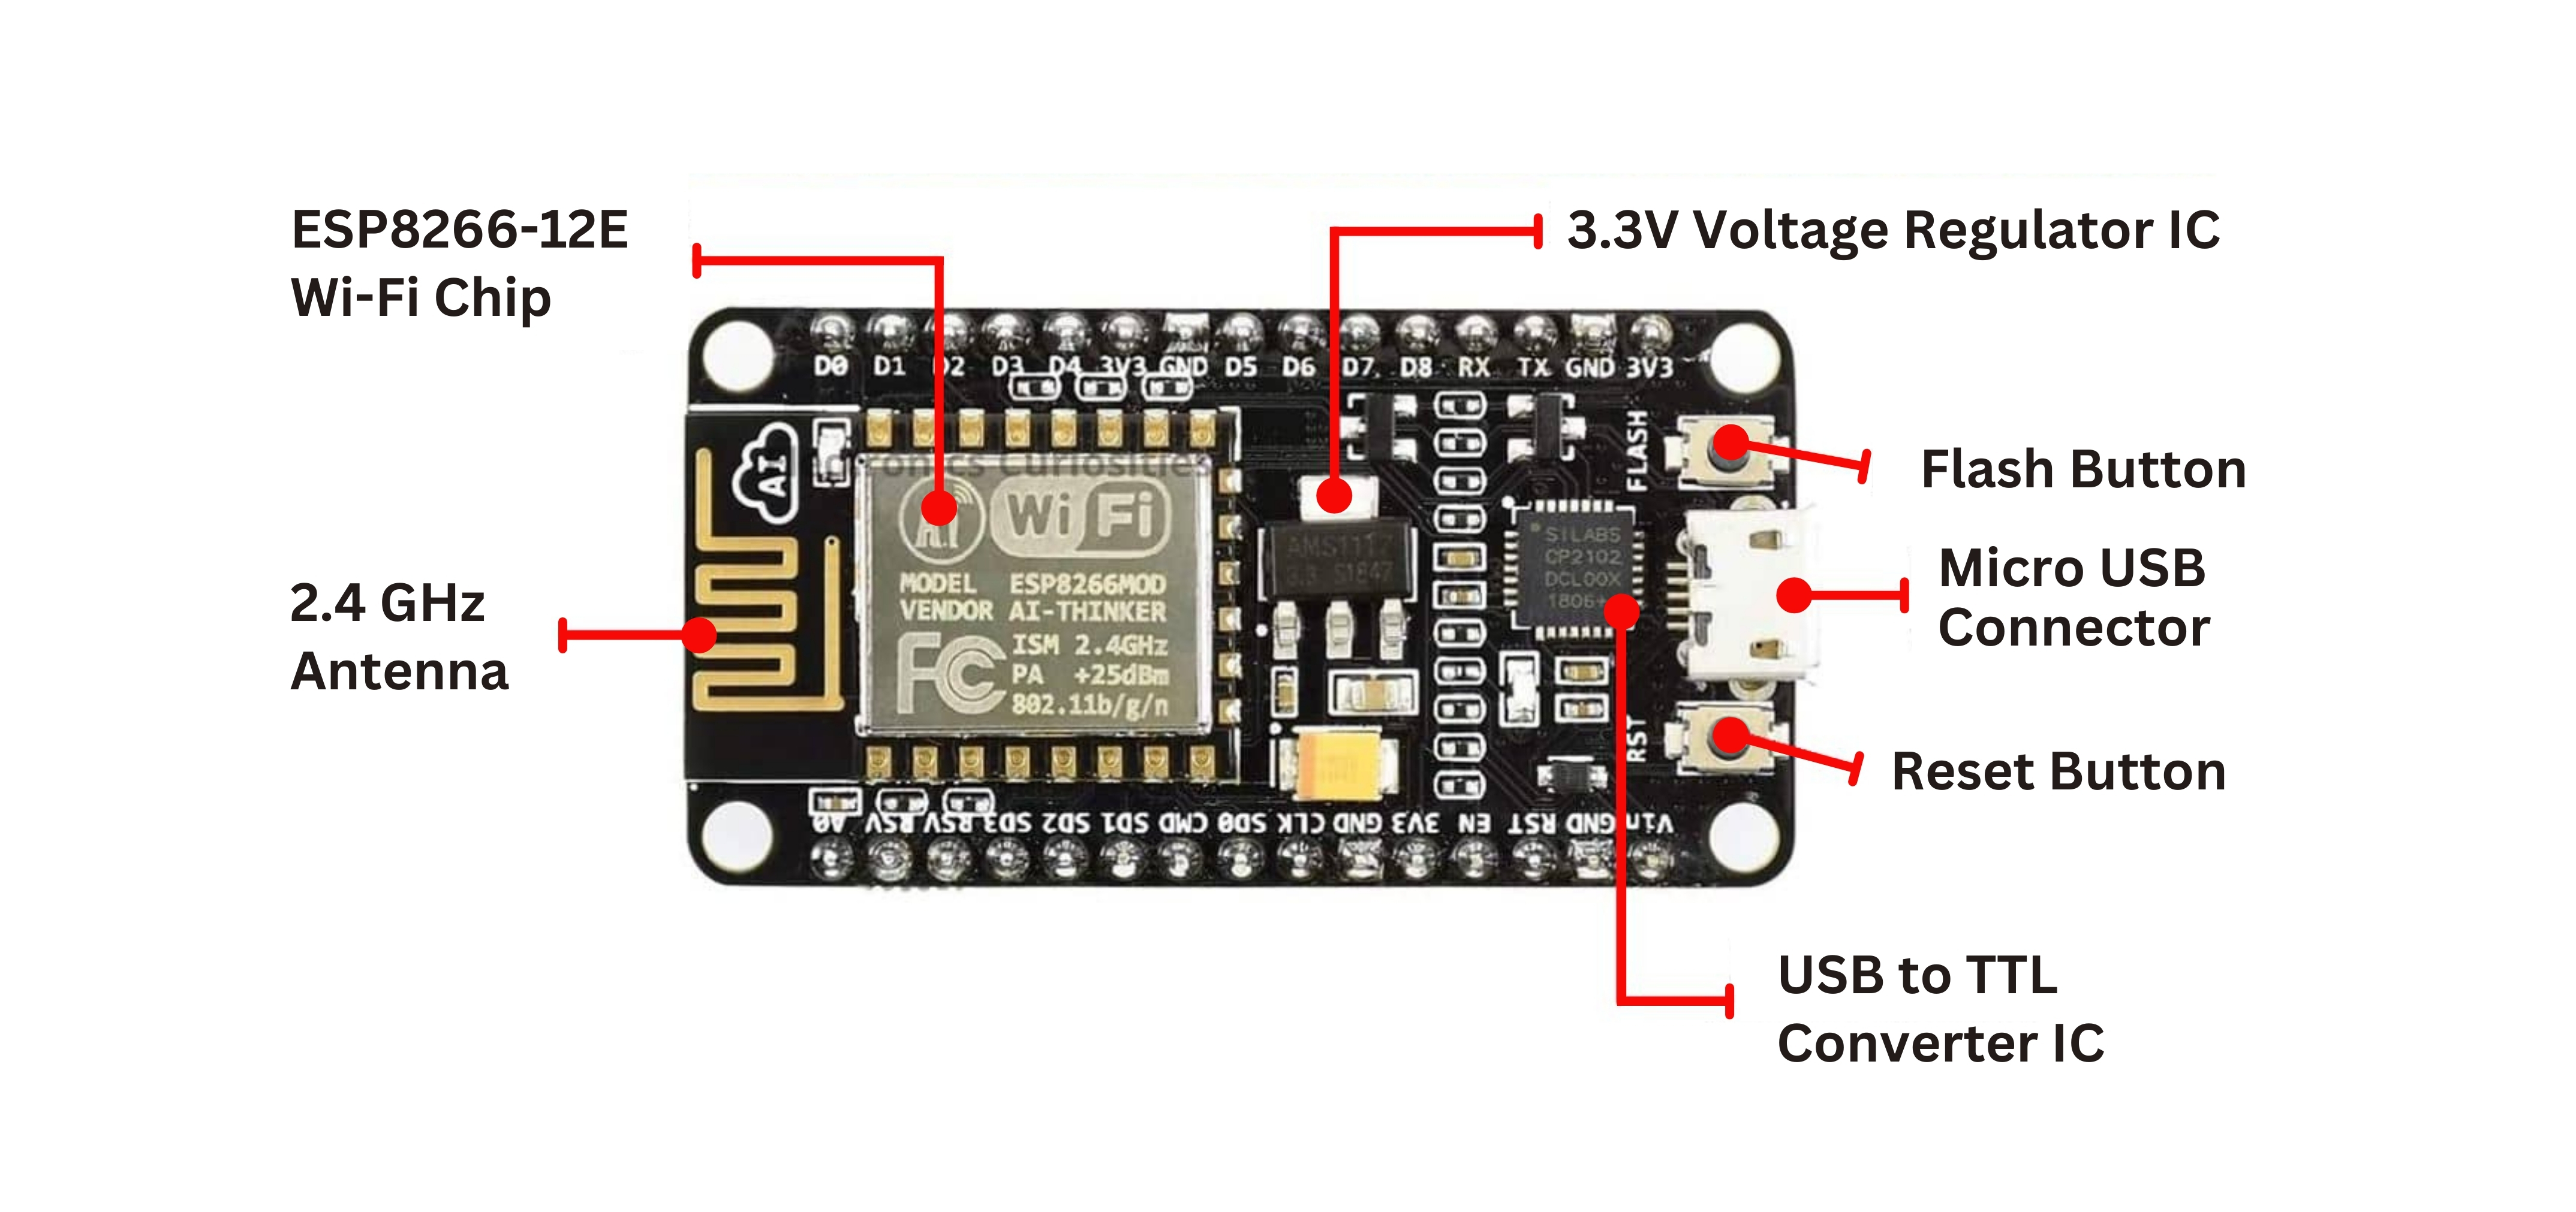 ESP8266-12E
Wi-Fi Chip
3.3V Voltage Regulator IC
D0 D1 D2 D3 D4 3V3 GND D5 D6 D7 D8 RX TX GND 3V3
FLASH
Flash Button
AI
Curiosities
A.I
Wi Fi
MODEL ESP8266MOD
VENDOR AI-THINKER
FC
ISM 2.4GHz
PA +25dBm
802.11b/g/n
AMS1117
3.3 S1847
SILABS
CP2102
DCL00X
1806+
2.4 GHz
Antenna
Micro USB
Connector
RST
Reset Button
A0 RSV RSV SD3 SD2 SD1 CMD SD0 CLK GND 3V3 EN RST GND Vin
USB to TTL
Converter IC